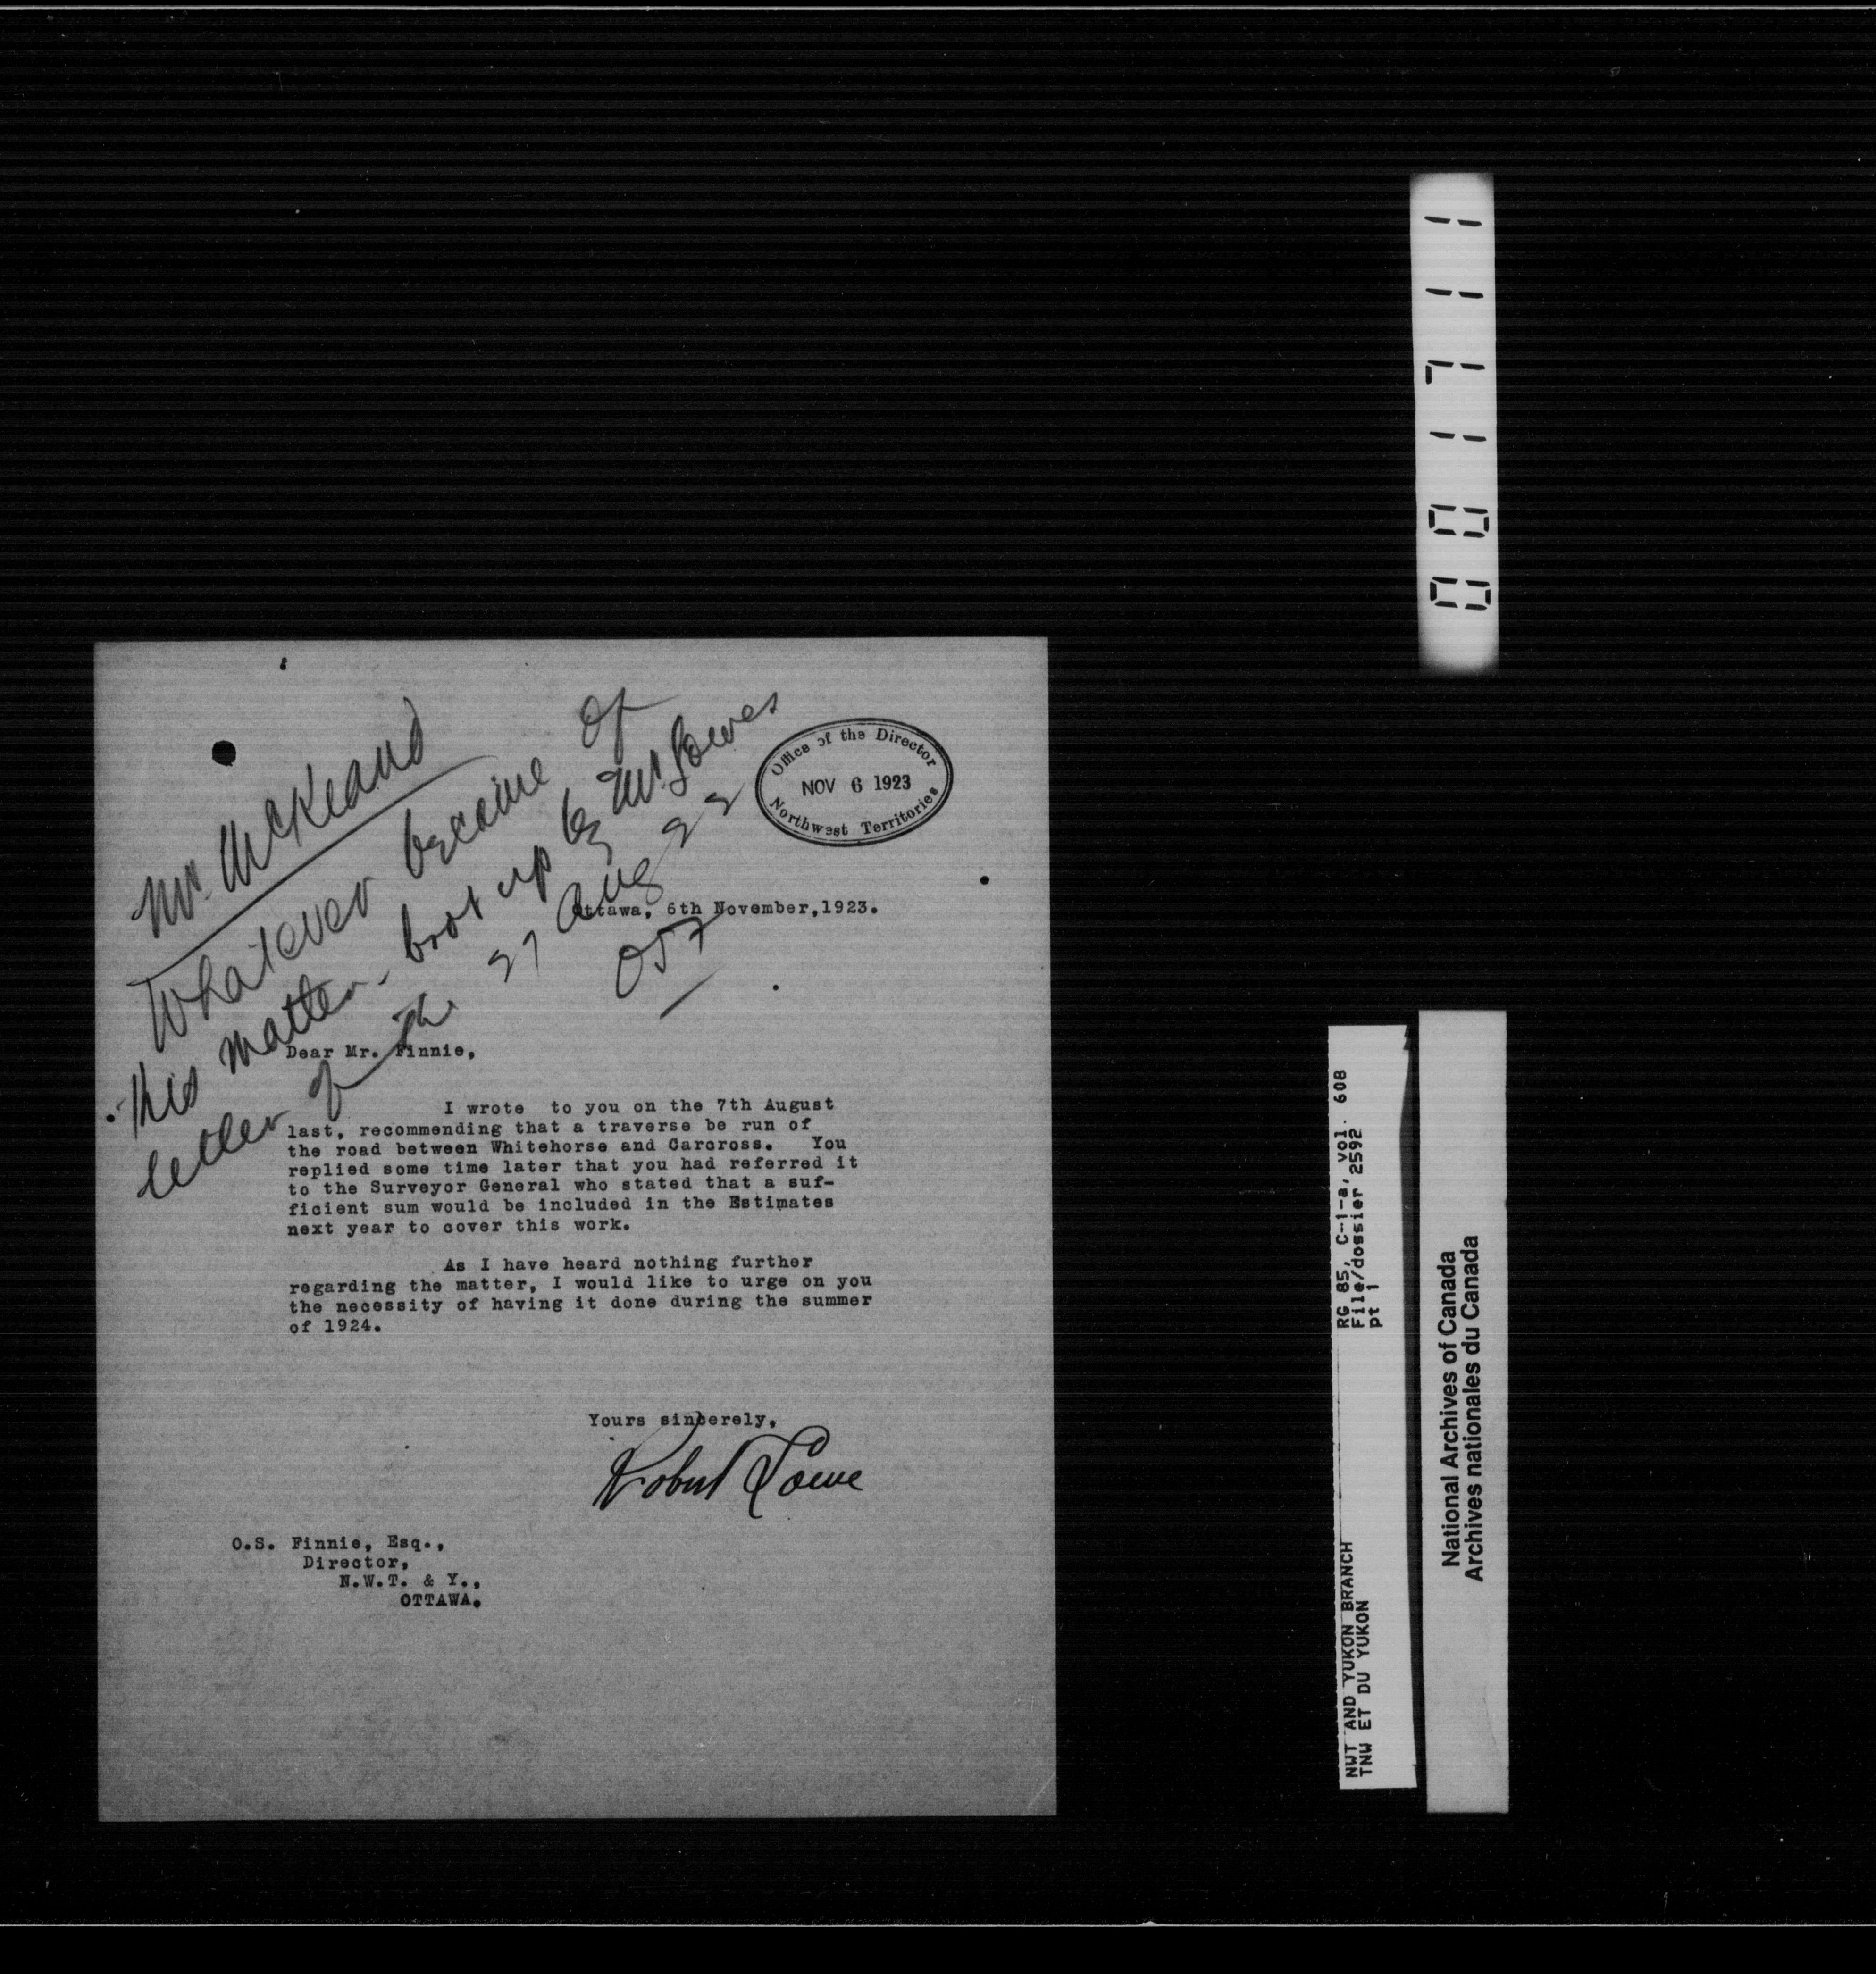 Mr. McKeand
Whatever became of
this matter - brot up by Mr. Lowes
letter of the 27 Aug 22
OSF
Office of the Director
NOV 6 1923
Northwest Territories
Ottawa, 6th November,1923.
Dear Mr. Finnie,
I wrote to you on the 7th August
last, recommending that a traverse be run of
the road between Whitehorse and Carcross. You
replied some time later that you had referred it
to the Surveyor General who stated that a suf-
ficient sum would be included in the Estimates
next year to cover this work.
As I have heard nothing further
regarding the matter, I would like to urge on you
the necessity of having it done during the summer
of 1924.
Yours sincerely,
Robert Lowe
O.S. Finnie, Esq.,
Director,
N.W.T. & Y.,
OTTAWA.
NWT AND YUKON BRANCH RG 85, C-1-a, vol. 608
TNW ET DU YUKON File/dossier 2592
pt 1
National Archives of Canada
Archives nationales du Canada